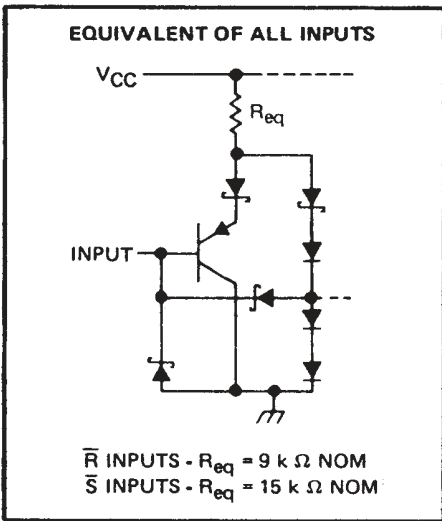 EQUIVALENT OF ALL INPUTS
VCC
Req
INPUT
R̅ INPUTS - Req = 9 k Ω NOM
S̅ INPUTS - Req = 15 k Ω NOM